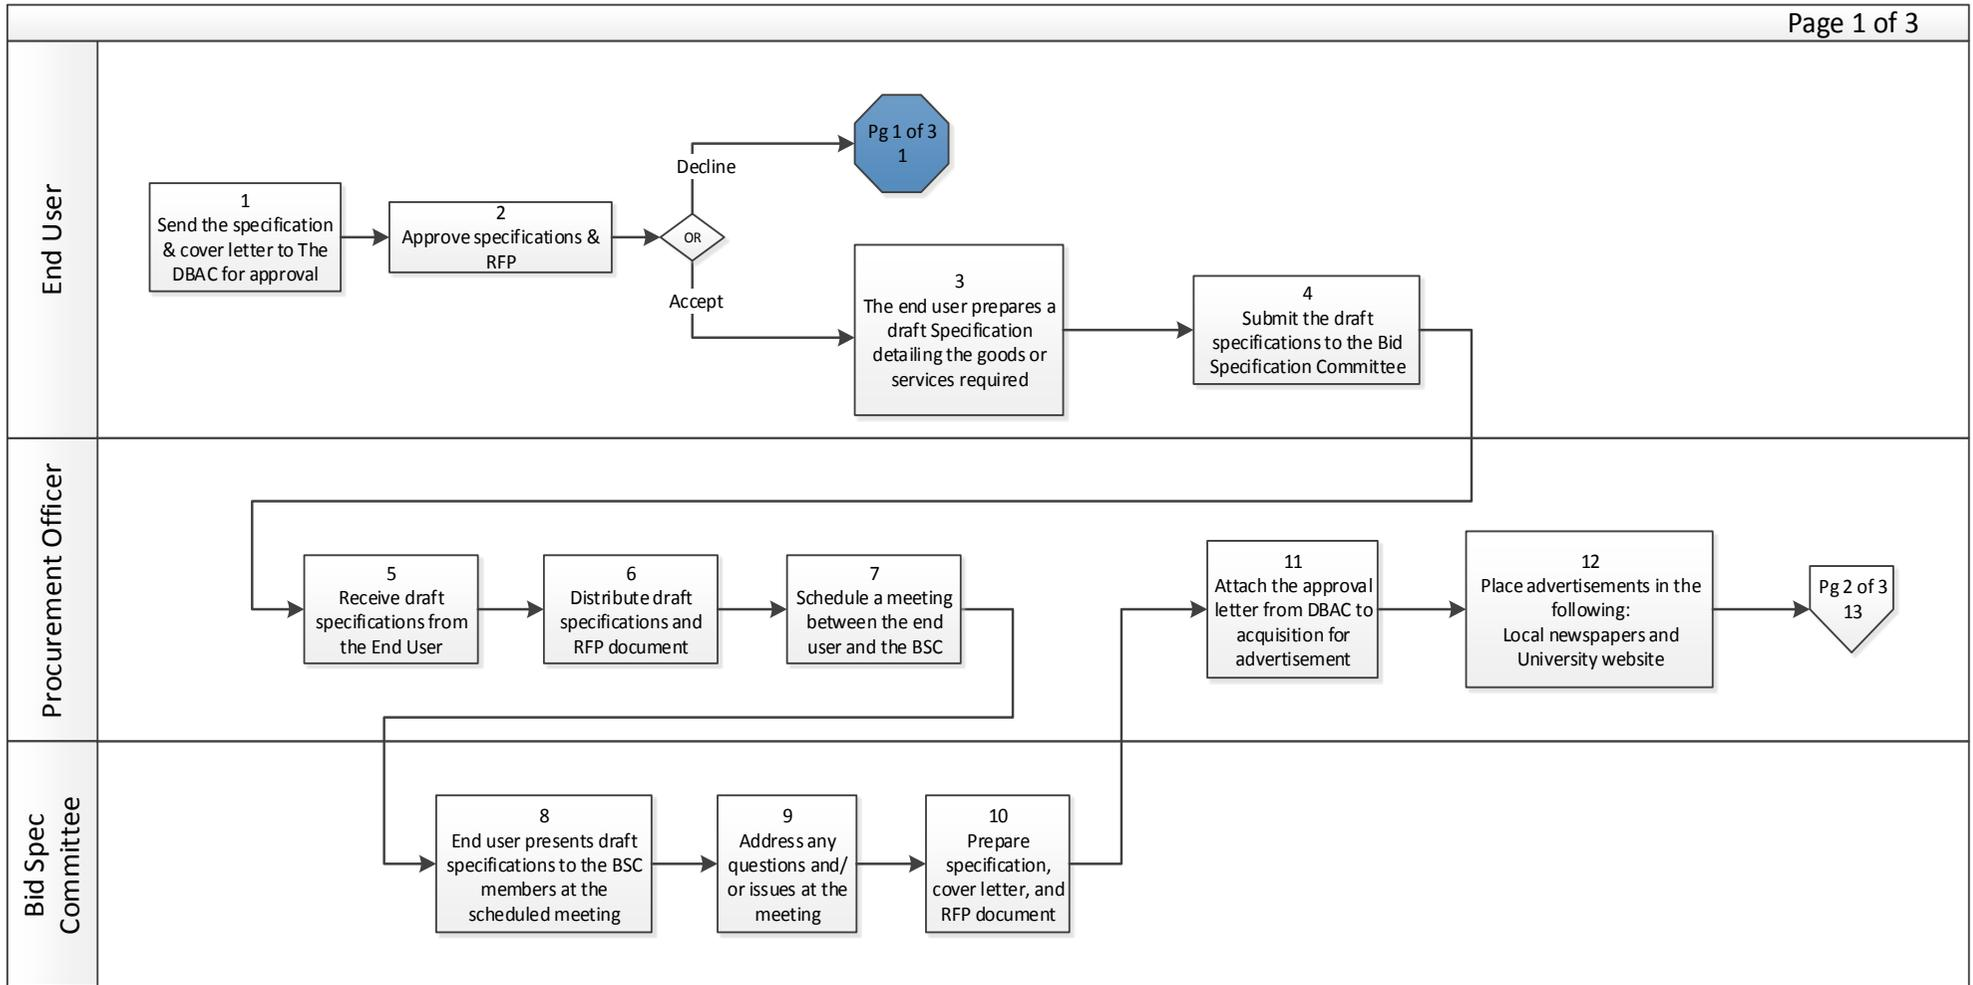 Page 1 of 3
End User
1
Send the specification
& cover letter to The
DBAC for approval
2
Approve specifications &
RFP
OR
Decline
Accept
Pg 1 of 3
1
3
The end user prepares a
draft Specification
detailing the goods or
services required
4
Submit the draft
specifications to the Bid
Specification Committee
Procurement Officer
5
Receive draft
specifications from
the End User
6
Distribute draft
specifications and
RFP document
7
Schedule a meeting
between the end
user and the BSC
11
Attach the approval
letter from DBAC to
acquisition for
advertisement
12
Place advertisements in the
following:
Local newspapers and
University website
Pg 2 of 3
13
Bid Spec
Committee
8
End user presents draft
specifications to the BSC
members at the
scheduled meeting
9
Address any
questions and/
or issues at the
meeting
10
Prepare
specification,
cover letter, and
RFP document